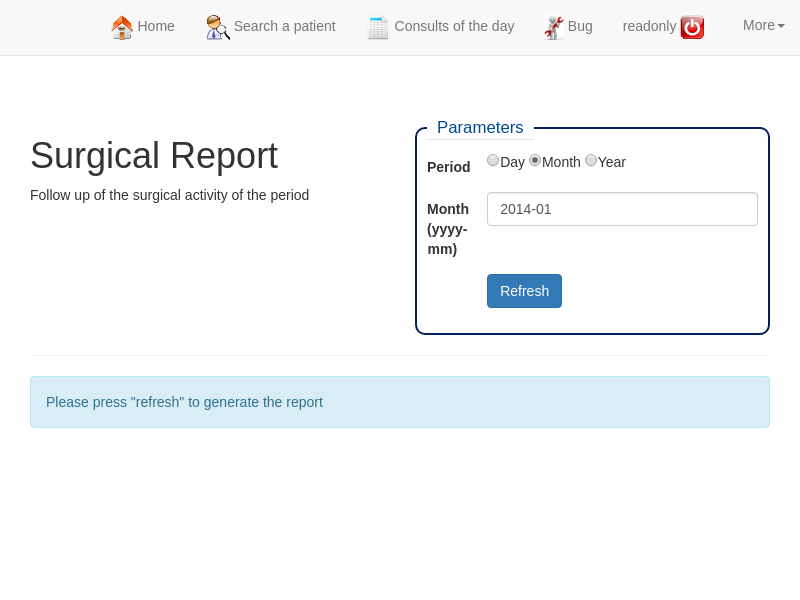 Home Search a patient Consults of the day Bug readonly More
Surgical Report
Follow up of the surgical activity of the period
Parameters
Period Day Month Year
Month (yyyy-mm) 2014-01
Refresh
Please press "refresh" to generate the report